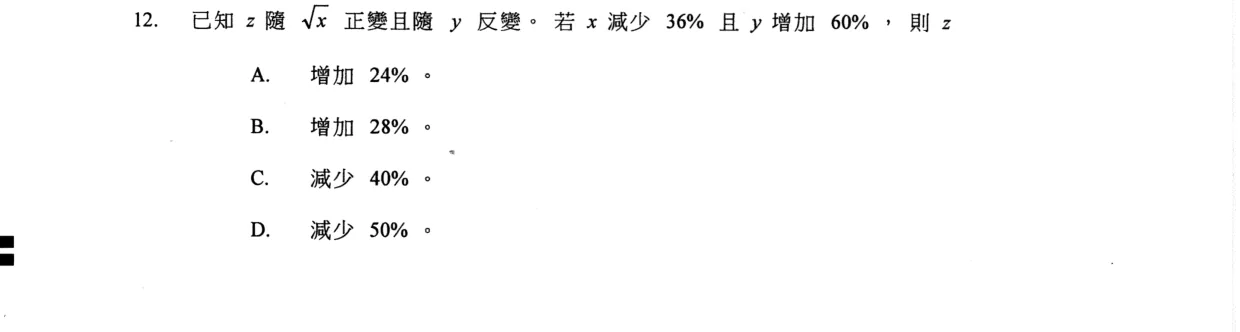 12. 已知 z 隨 √x 正變且隨 y 反變。若 x 減少 36% 且 y 增加 60%，則 z
A. 增加 24% 。
B. 增加 28% 。
C. 減少 40% 。
D. 減少 50% 。